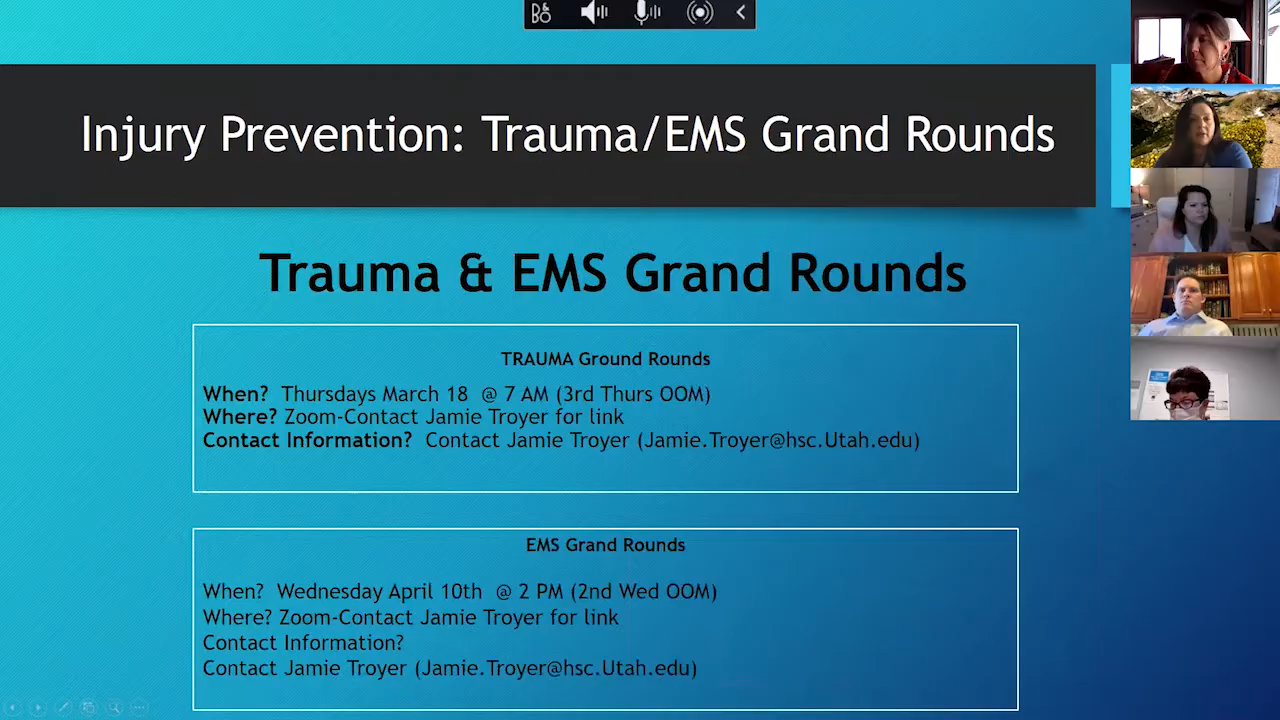 Injury Prevention: Trauma/EMS Grand Rounds
Trauma & EMS Grand Rounds
TRAUMA Ground Rounds
When? Thursdays March 18 @ 7 AM (3rd Thurs OOM)
Where? Zoom-Contact Jamie Troyer for link
Contact Information? Contact Jamie Troyer (Jamie.Troyer@hsc.Utah.edu)
EMS Grand Rounds
When? Wednesday April 10th @ 2 PM (2nd Wed OOM)
Where? Zoom-Contact Jamie Troyer for link
Contact Information?
Contact Jamie Troyer (Jamie.Troyer@hsc.Utah.edu)